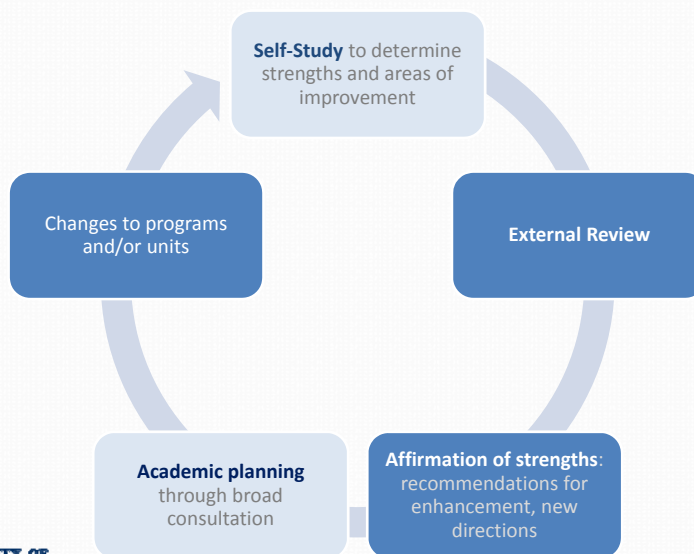 Self-Study to determine
strengths and areas of
improvement
External Review
Affirmation of strengths:
recommendations for
enhancement, new
directions
Academic planning
through broad
consultation
Changes to programs
and/or units